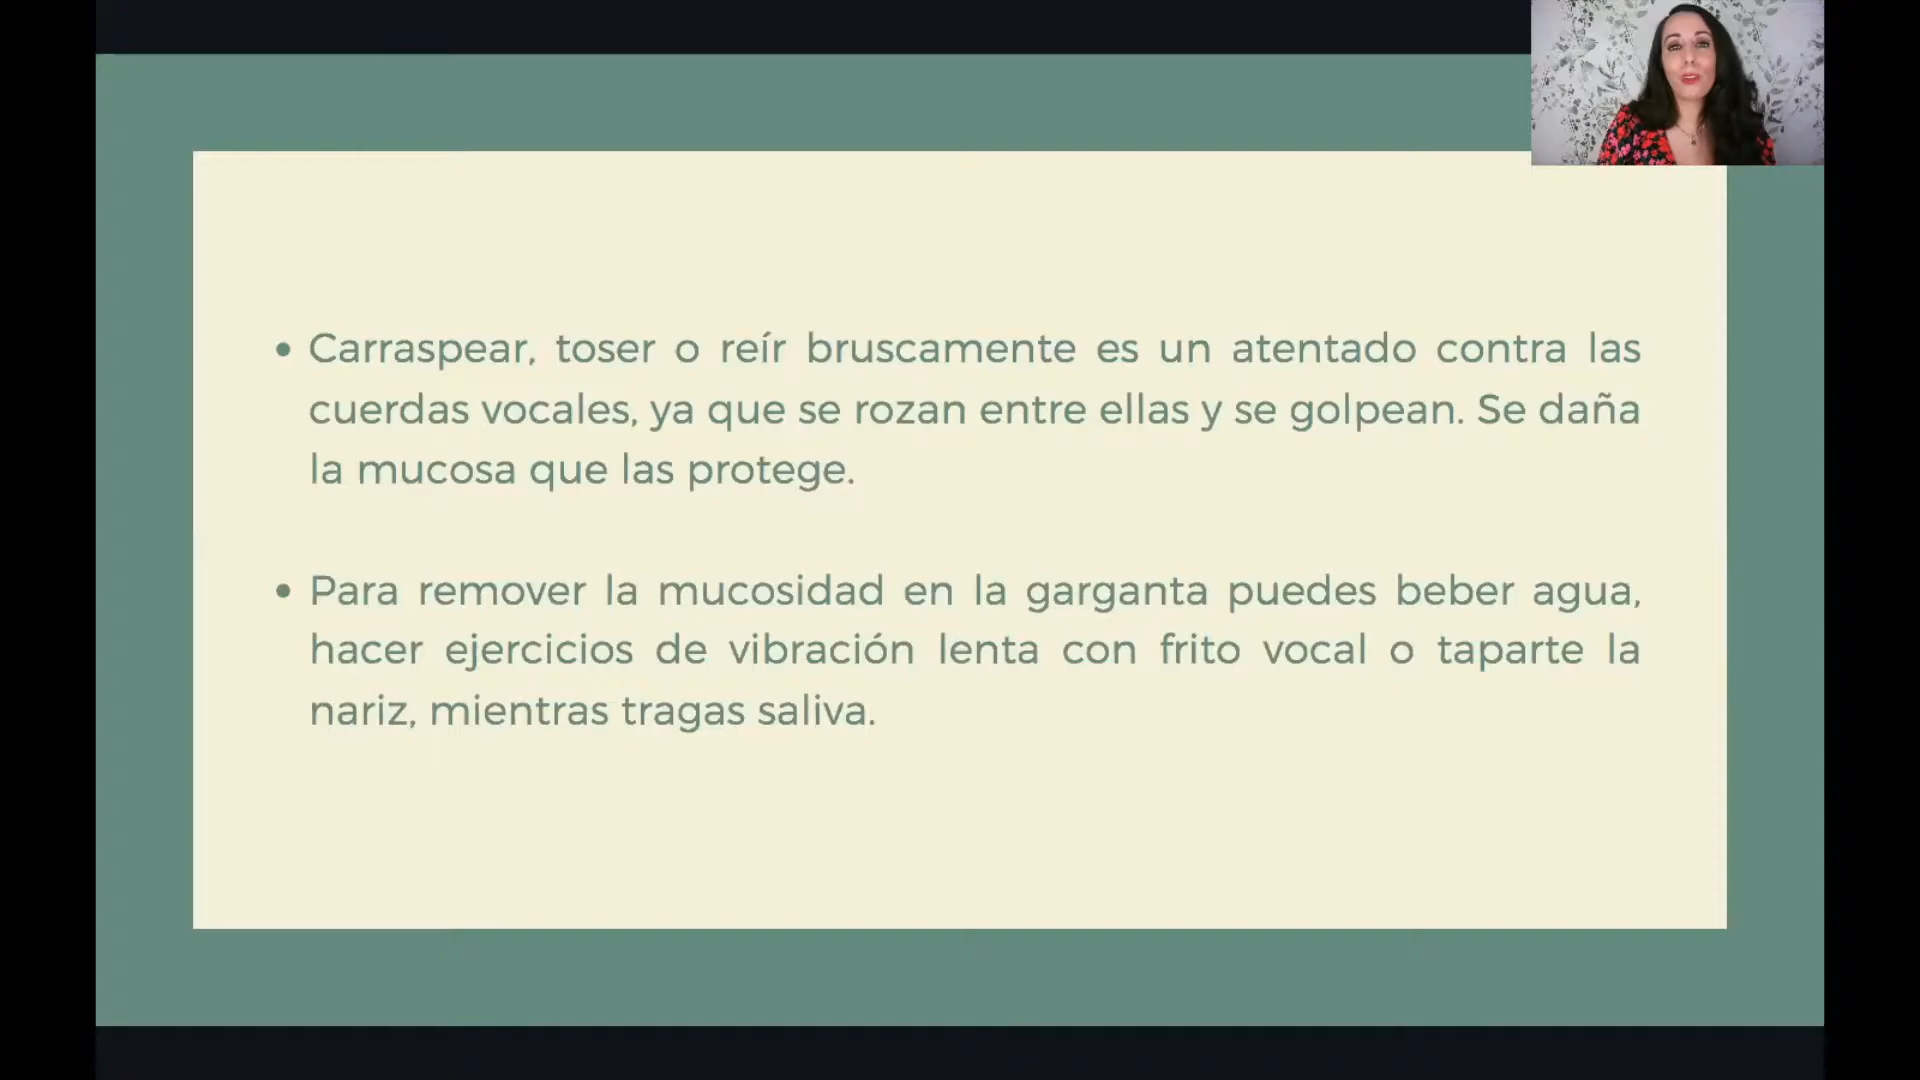 • Carraspear, toser o reír bruscamente es un atentado contra las
cuerdas vocales, ya que se rozan entre ellas y se golpean. Se daña
la mucosa que las protege.
• Para remover la mucosidad en la garganta puedes beber agua,
hacer ejercicios de vibración lenta con frito vocal o taparte la
nariz, mientras tragas saliva.